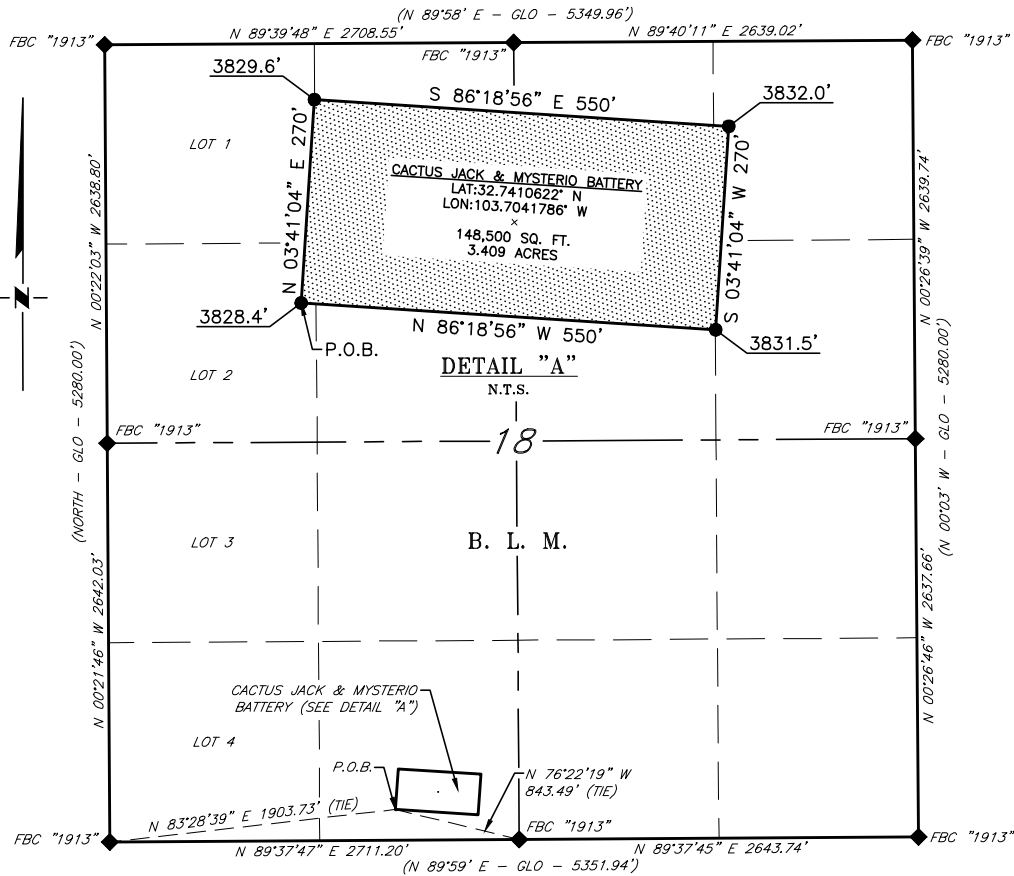 (N 89°58' E - GLO - 5349.96')
FBC "1913"
N 89°39'48" E 2708.55'
FBC "1913"
N 89°40'11" E 2639.02'
FBC "1913"
3829.6'
S 86°18'56" E 550'
3832.0'
LOT 1
N 03°41'04" E 270'
CACTUS JACK & MYSTERIO BATTERY
LAT:32.7410622° N
LON:103.7041786° W
×
148,500 SQ. FT.
3.409 ACRES
S 03°41'04" W 270'
N 00°22'03" W 2638.80'
N 00°26'39" W 2639.74'
N
3828.4'
P.O.B.
N 86°18'56" W 550'
3831.5'
DETAIL "A"
N.T.S.
LOT 2
(NORTH - GLO - 5280.00')
(N 00°03' W - GLO - 5280.00')
FBC "1913"
18
FBC "1913"
LOT 3
B. L. M.
N 00°21'46" W 2642.03'
N 00°26'46" W 2637.66'
CACTUS JACK & MYSTERIO
BATTERY (SEE DETAIL "A")
LOT 4
P.O.B.
N 76°22'19" W
843.49' (TIE)
N 83°28'39" E 1903.73' (TIE)
FBC "1913"
FBC "1913"
FBC "1913"
N 89°37'47" E 2711.20'
N 89°37'45" E 2643.74'
(N 89°59' E - GLO - 5351.94')